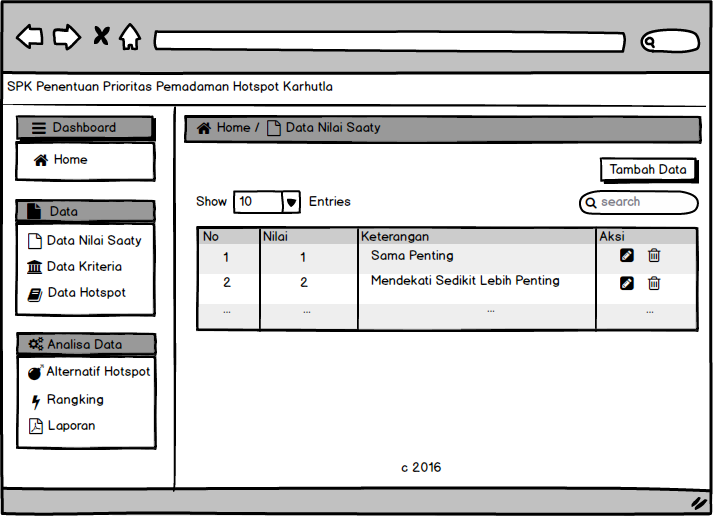 SPK Penentuan Prioritas Pemadaman Hotspot Karhutla
Dashboard
Home
Data
Data Nilai Saaty
Data Kriteria
Data Hotspot
Analisa Data
Alternatif Hotspot
Rangking
Laporan
Home / Data Nilai Saaty
Tambah Data
Show 10 Entries
search
No Nilai Keterangan Aksi
1 1 Sama Penting
2 2 Mendekati Sedikit Lebih Penting
... ... ... ...
c 2016